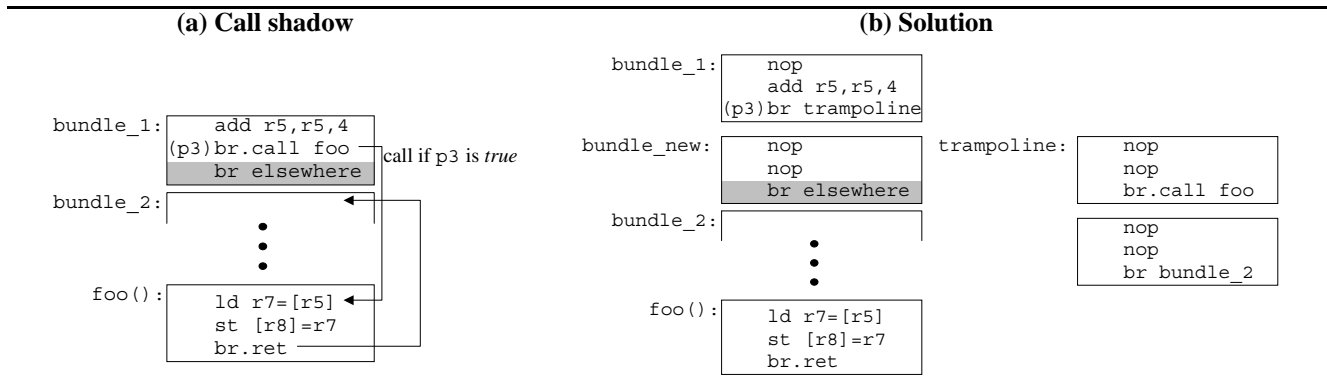 (a) Call shadow
bundle_1: add r5,r5,4
(p3)br.call foo
call if p3 is true
br elsewhere
bundle_2:
foo(): ld r7=[r5]
st [r8]=r7
br.ret
(b) Solution
bundle_1: nop
add r5,r5,4
(p3)br trampoline
bundle_new: nop
nop
br elsewhere
bundle_2:
foo(): ld r7=[r5]
st [r8]=r7
br.ret
trampoline: nop
nop
br.call foo
nop
nop
br bundle_2